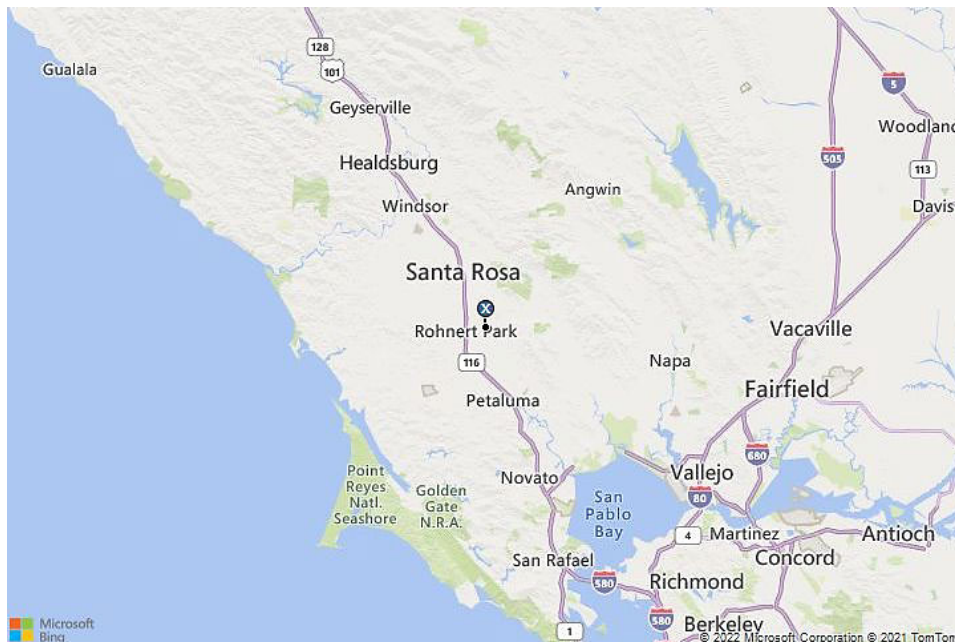 128
101
Gualala
5
Geyserville
Woodland
505
Healdsburg
113
Angwin
Windsor
Davis
Santa Rosa
X
Rohnert Park
Vacaville
116
Napa
Fairfield
Petaluma
680
Point
Reyes
Natl.
Seashore
Golden
Gate
N.R.A.
Novato
San
Pablo
Bay
Vallejo
80
4
Martinez
Antioch
Concord
San Rafael
580
Richmond
580
Berkeley
1
Microsoft
Bing
© 2022 Microsoft Corporation © 2021 TomTom